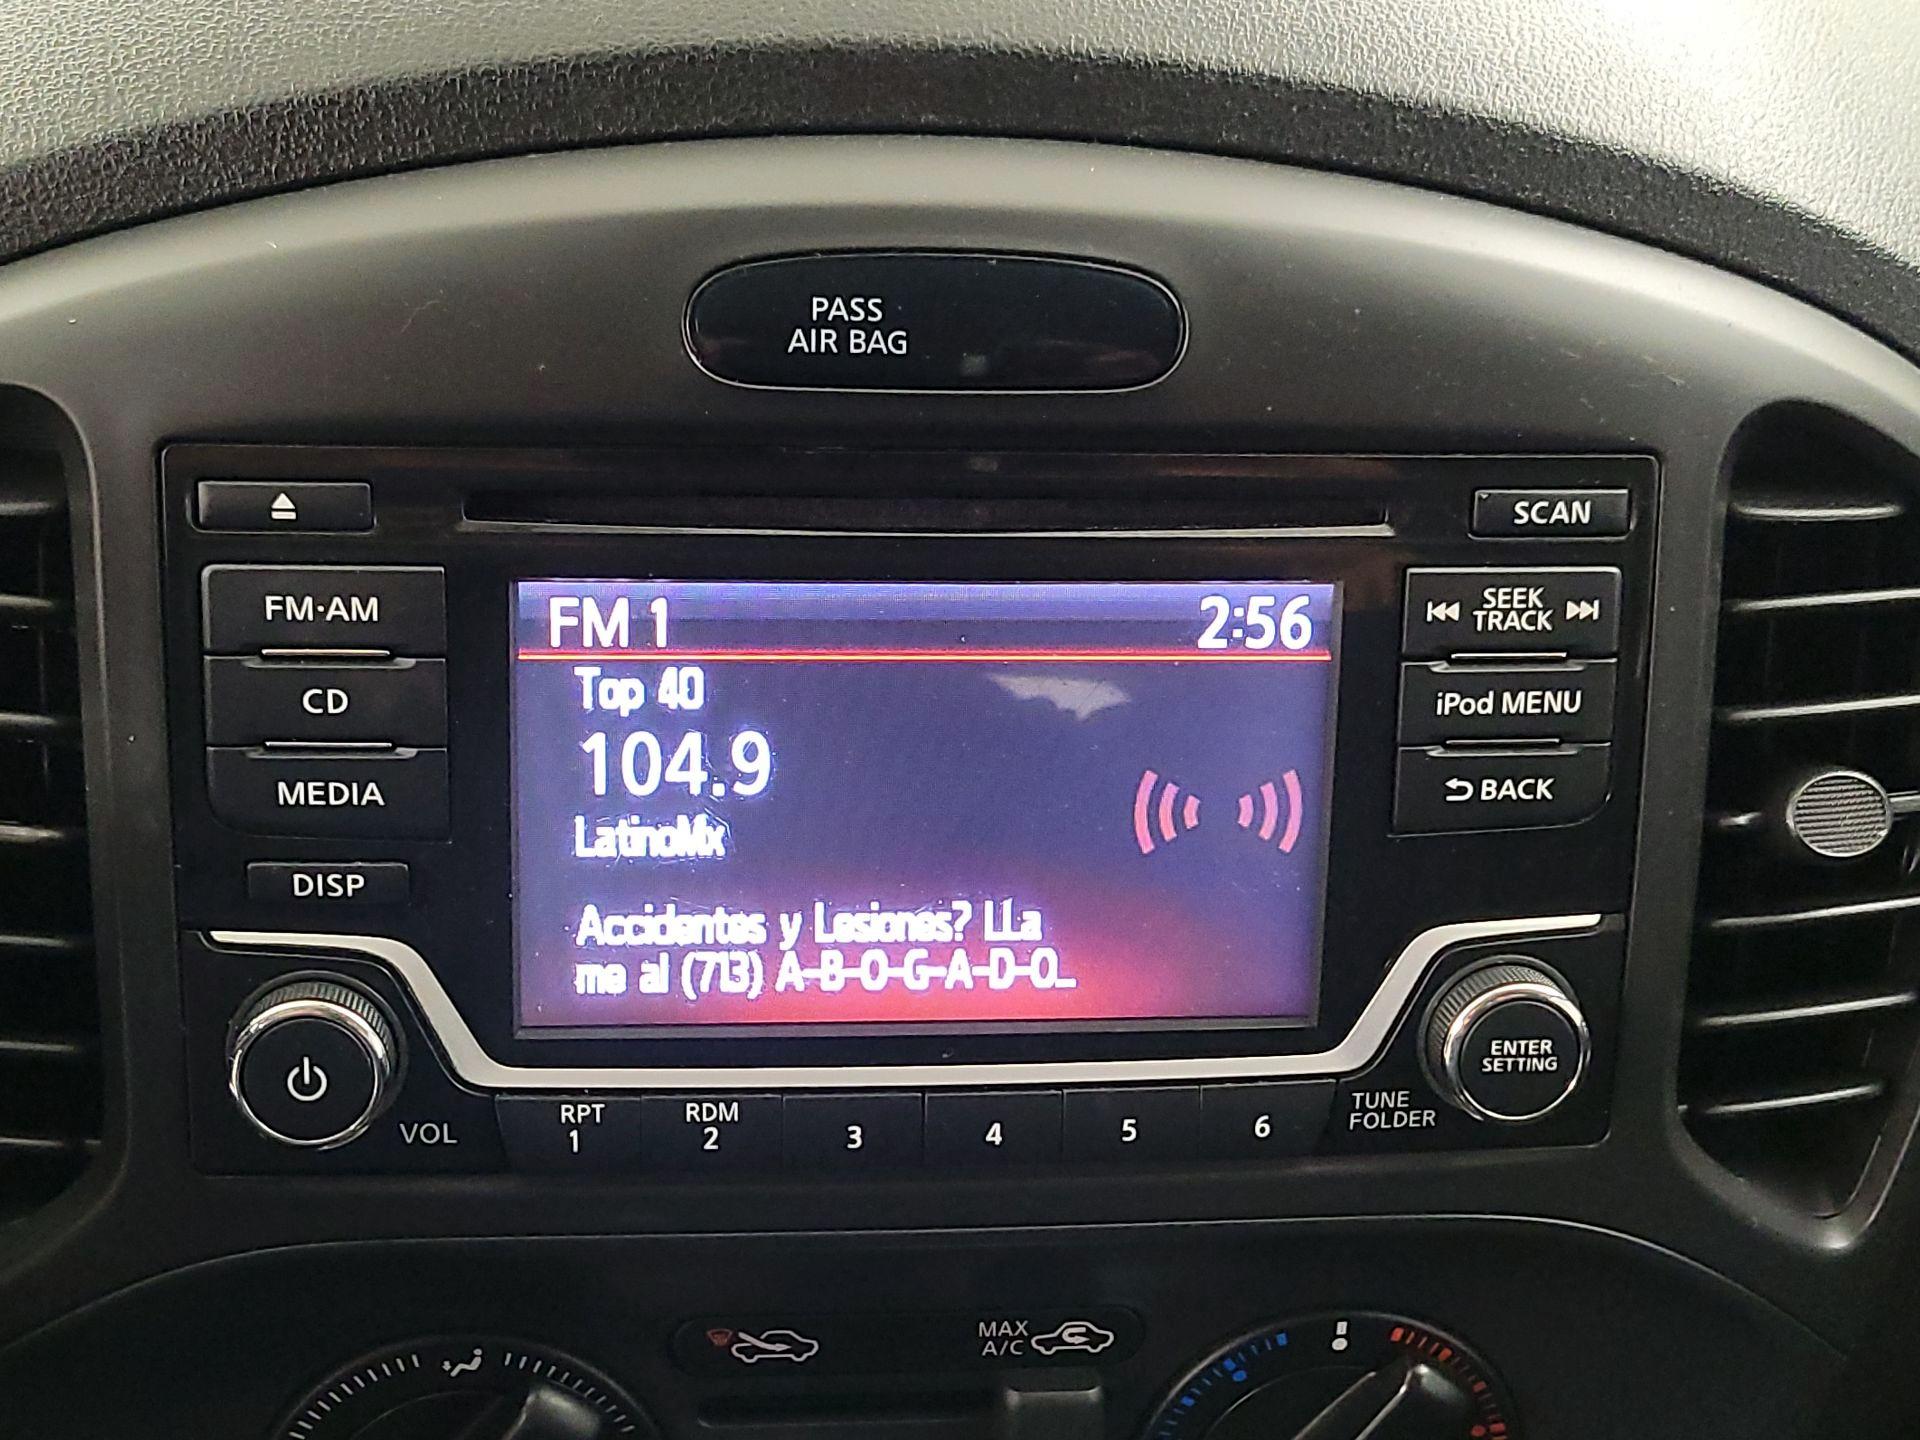 PASS
AIR BAG
SCAN
FM·AM
SEEK
TRACK
CD
iPod MENU
MEDIA
BACK
DISP
FM 1 2:56
Top 40
104.9
LatinoMx
Accidentes y Lesiones? LLa
me al (713) A-B-O-G-A-D-O_
VOL
RPT
1
RDM
2
3
4
5
6
TUNE
FOLDER
ENTER
SETTING
MAX
A/C